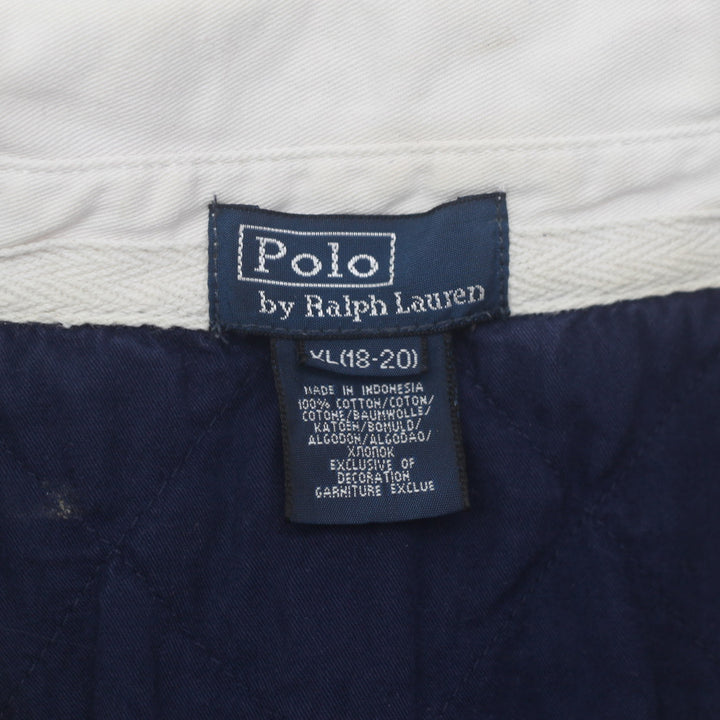 Polo
by Ralph Lauren
XL(18-20)
MADE IN INDONESIA
100% COTTON/COTON/
COTONE/BAUMWOLLE/
KATOEN/BOMULD/
ALGODON/ALGODAO/
ХЛОПОК
EXCLUSIVE OF
DECORATION
GARNITURE EXCLUE